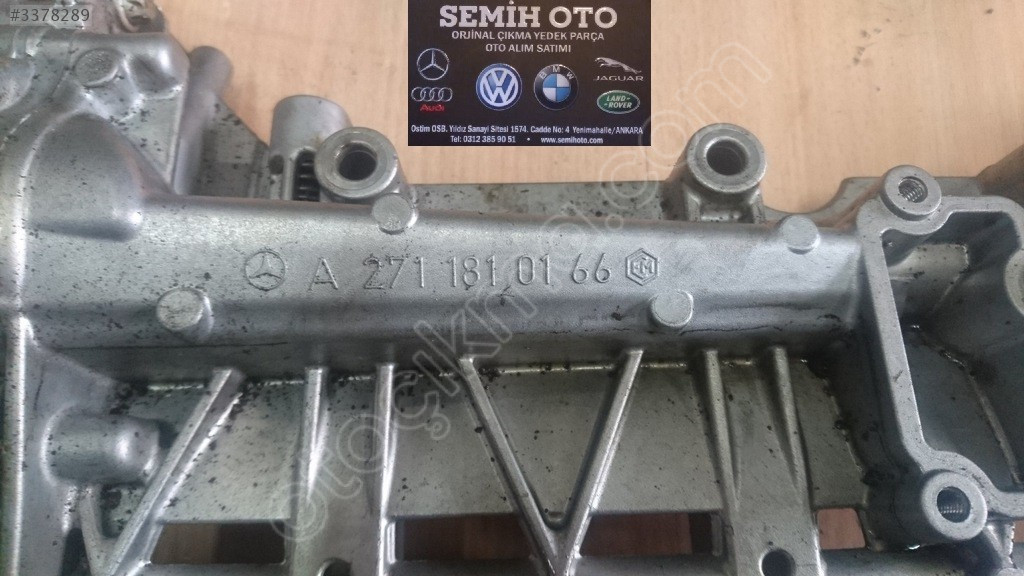 #3378289
SEMİH OTO
ORJİNAL ÇIKMA YEDEK PARÇA
OTO ALIM SATIMI
BMW
JAGUAR
Audi
LAND
ROVER
Ostim OSB. Yıldız Sanayi Sitesi 1574. Cadde No: 4 Yenimahalle/ANKARA
Tel: 0312 385 90 51 • www.semihoto.com
A 271 181 01 66
otoçıkma.com